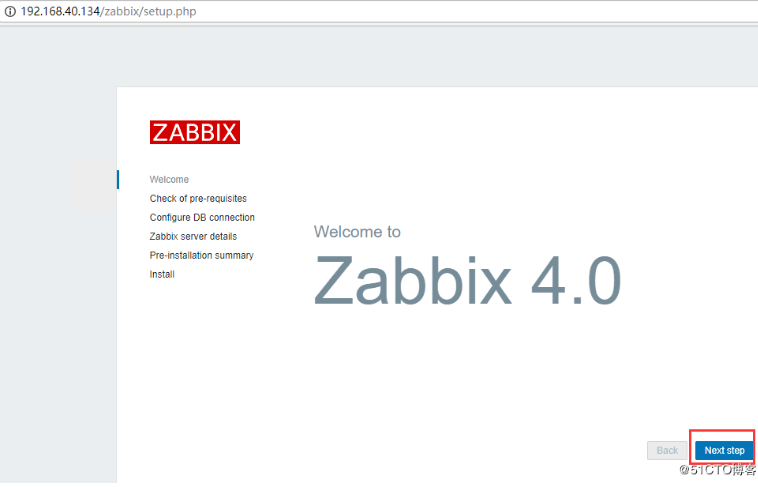 192.168.40.134/zabbix/setup.php
ZABBIX
Welcome
Check of pre-requisites
Configure DB connection
Zabbix server details
Pre-installation summary
Install
Welcome to
Zabbix 4.0
Back Next step
@51CTO博客